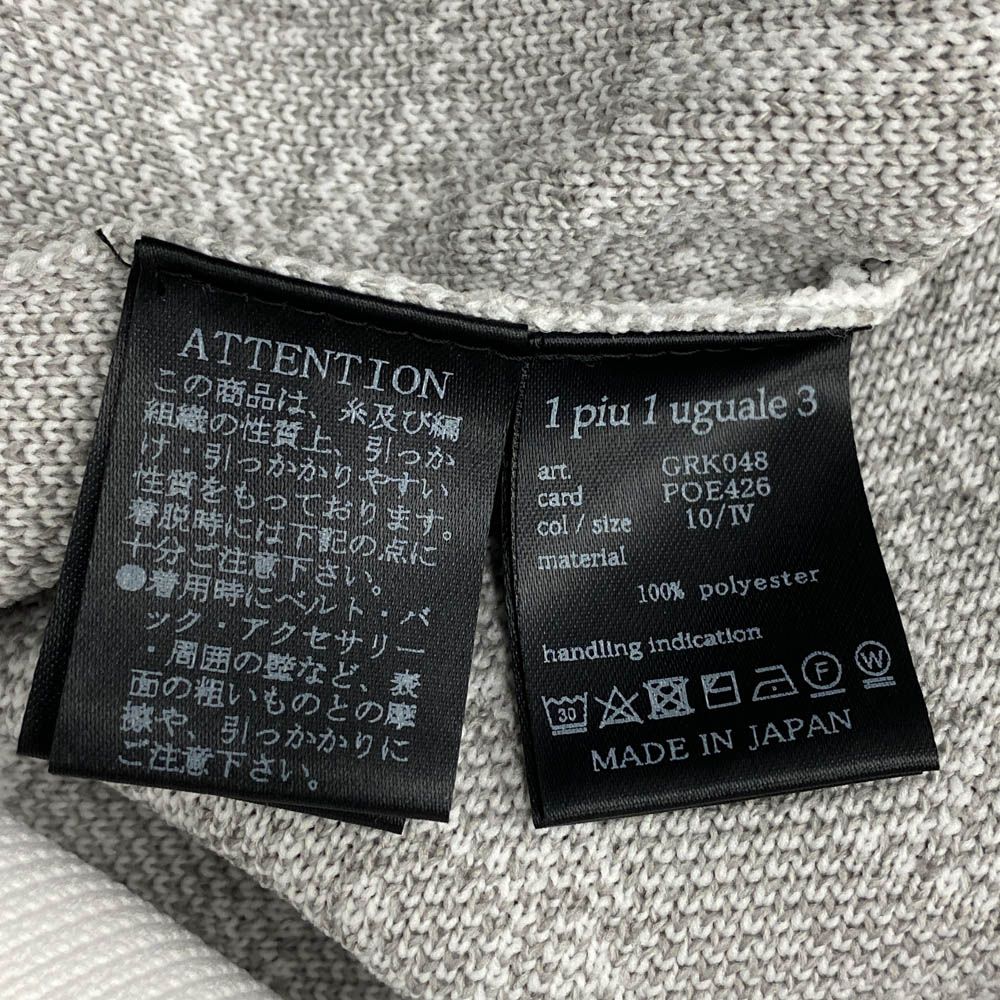 ATTENTION
この商品は、糸及び編
組織の性質上、引っか
け・引っかかりやすい
性質をもっております。
着脱時には下記の点に
十分ご注意下さい。
●着用時にベルト・バ
ック・アクセサリー
・周囲の壁など、表
面の粗いものとの摩
擦や、引っかかりに
ご注意下さい。
1 piu 1 uguale 3
art. GRK048
card POE426
col / size 10/IV
material
100% polyester
handling indication
30 F W
MADE IN JAPAN